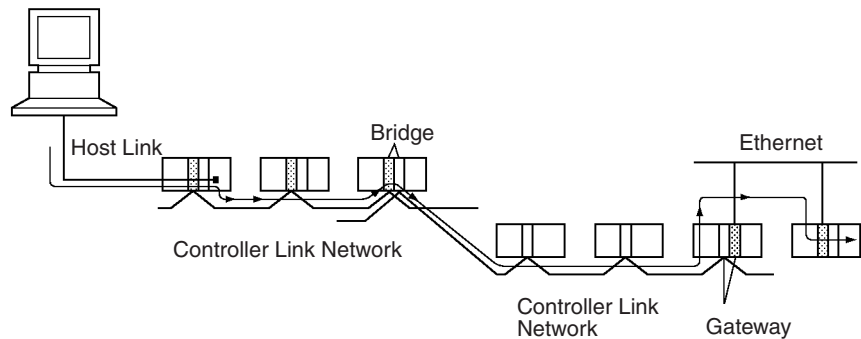 Host Link
Bridge
Ethernet
Controller Link Network
Controller Link
Network
Gateway